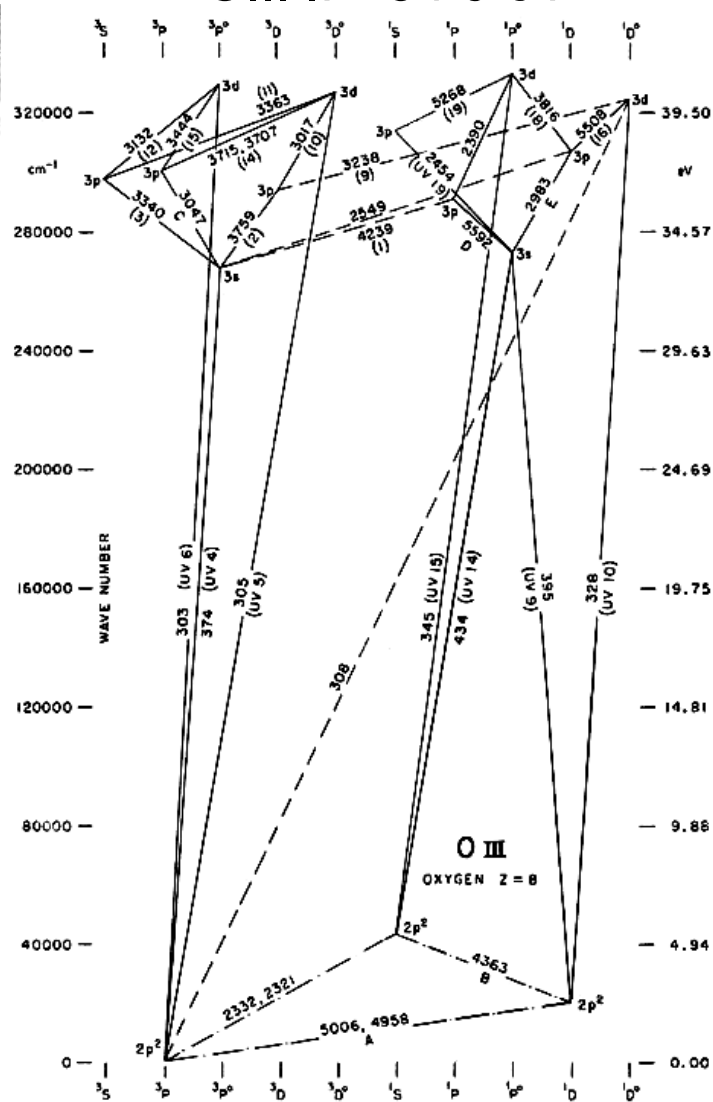 ³S ³P ³P° ³D ³D° ¹S ¹P ¹P° ¹D ¹D°
3d
3d
3d
3d
320000
39.50
cm⁻¹
eV
3132
(12)
3444
(15)
(11)
3363
3715, 3707
(14)
3017
(10)
5268
(19)
2390
3816
(18)
5508
(16)
3p
3p
3p
3p
3p
3p
3238
(9)
2454
(UV 19)
3340
(3)
3047
C
3759
(2)
2549
4239
(1)
5592
D
2983
E
280000
34.57
3s
3s
240000
29.63
200000
24.69
WAVE NUMBER
160000
19.75
303 (UV 6)
374 (UV 4)
305
(UV 5)
308
345 (UV 15)
434 (UV 14)
395
(UV 9)
328
(UV 10)
120000
14.81
80000
9.88
O III
OXYGEN Z = 8
40000
4.94
2p²
4363
B
2332, 2321
2p²
5006, 4958
A
2p²
0
0.00
³S ³P ³P° ³D ³D° ¹S ¹P ¹P° ¹D ¹D°